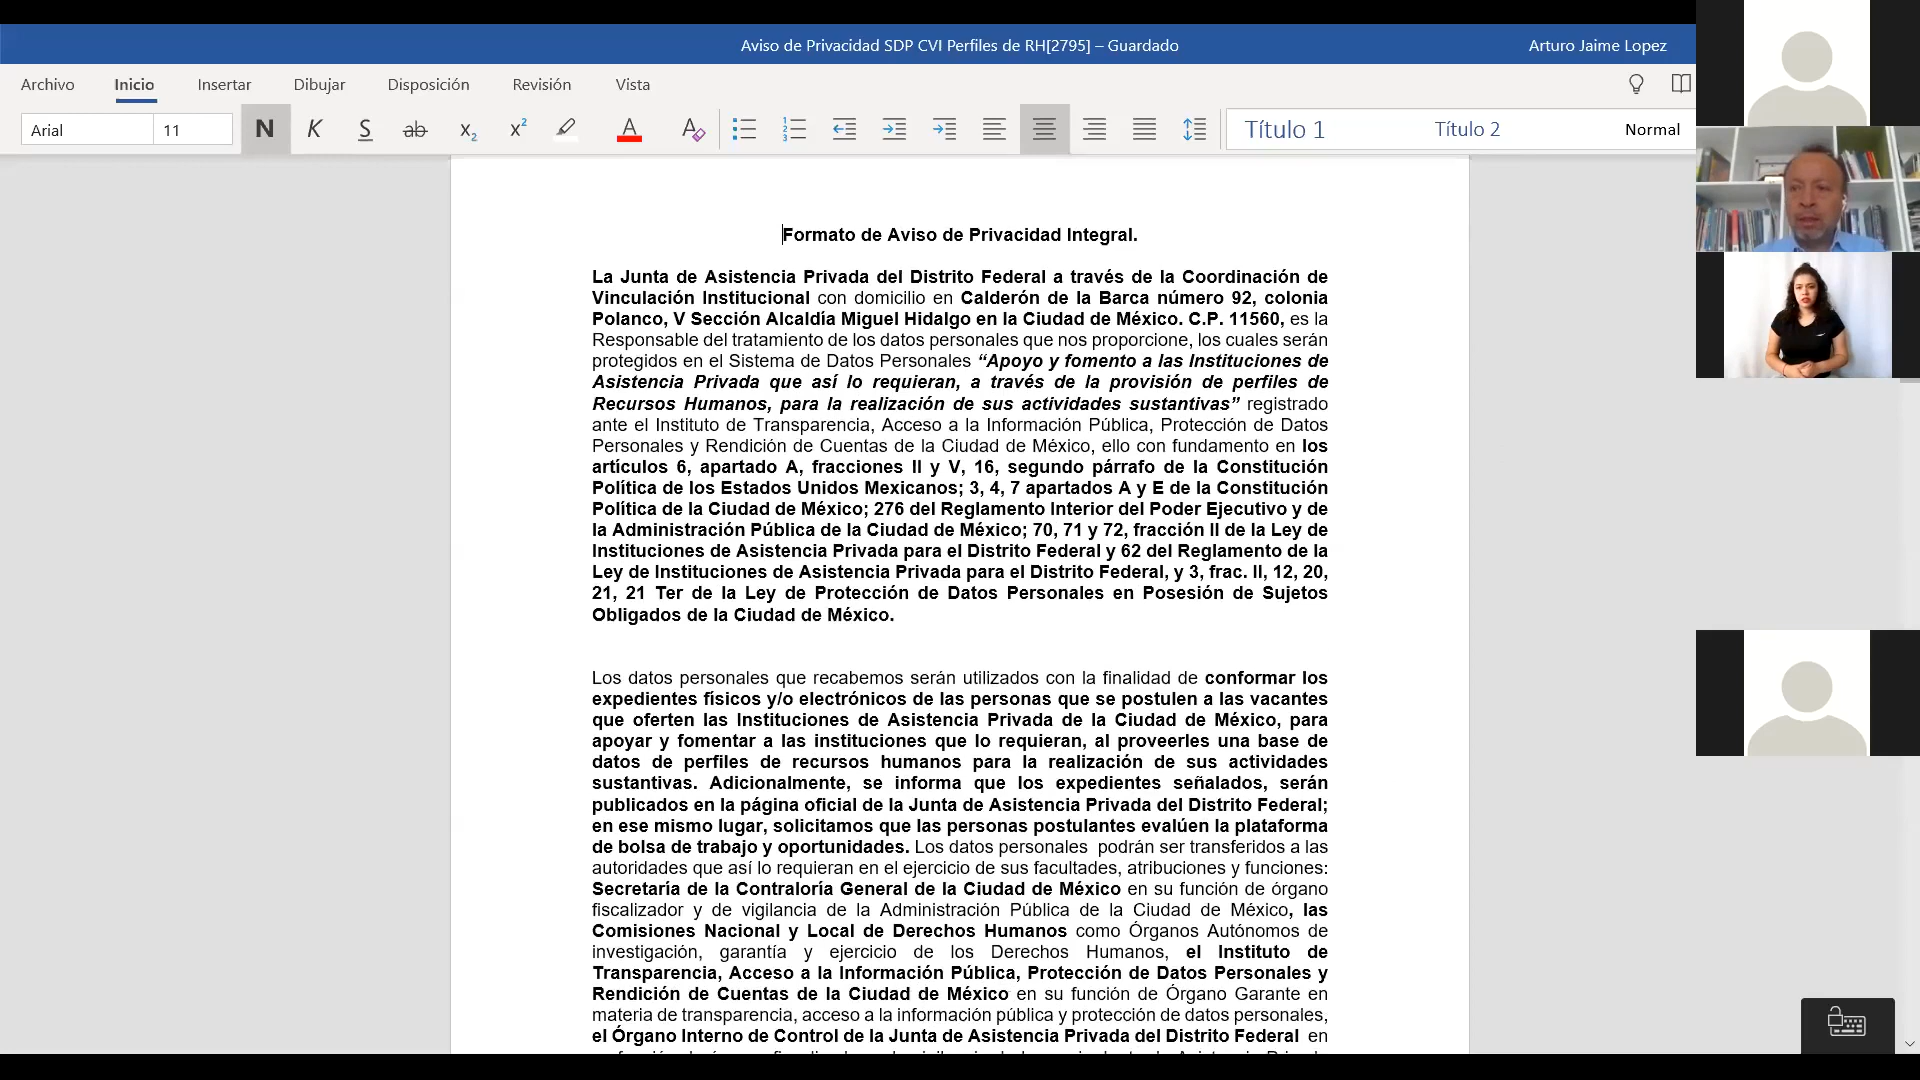 Aviso de Privacidad SDP CVI Perfiles de RH[2795] – Guardado
Arturo Jaime Lopez
Archivo Inicio Insertar Dibujar Disposición Revisión Vista
Arial 11 N K S ab X₂ X² A A Título 1 Título 2 Normal
Formato de Aviso de Privacidad Integral.
La Junta de Asistencia Privada del Distrito Federal a través de la Coordinación de
Vinculación Institucional con domicilio en Calderón de la Barca número 92, colonia
Polanco, V Sección Alcaldía Miguel Hidalgo en la Ciudad de México. C.P. 11560, es la
Responsable del tratamiento de los datos personales que nos proporcione, los cuales serán
protegidos en el Sistema de Datos Personales “Apoyo y fomento a las Instituciones de
Asistencia Privada que así lo requieran, a través de la provisión de perfiles de
Recursos Humanos, para la realización de sus actividades sustantivas” registrado
ante el Instituto de Transparencia, Acceso a la Información Pública, Protección de Datos
Personales y Rendición de Cuentas de la Ciudad de México, ello con fundamento en los
artículos 6, apartado A, fracciones II y V, 16, segundo párrafo de la Constitución
Política de los Estados Unidos Mexicanos; 3, 4, 7 apartados A y E de la Constitución
Política de la Ciudad de México; 276 del Reglamento Interior del Poder Ejecutivo y de
la Administración Pública de la Ciudad de México; 70, 71 y 72, fracción II de la Ley de
Instituciones de Asistencia Privada para el Distrito Federal y 62 del Reglamento de la
Ley de Instituciones de Asistencia Privada para el Distrito Federal, y 3, frac. II, 12, 20,
21, 21 Ter de la Ley de Protección de Datos Personales en Posesión de Sujetos
Obligados de la Ciudad de México.
Los datos personales que recabemos serán utilizados con la finalidad de conformar los
expedientes físicos y/o electrónicos de las personas que se postulen a las vacantes
que oferten las Instituciones de Asistencia Privada de la Ciudad de México, para
apoyar y fomentar a las instituciones que lo requieran, al proveerles una base de
datos de perfiles de recursos humanos para la realización de sus actividades
sustantivas. Adicionalmente, se informa que los expedientes señalados, serán
publicados en la página oficial de la Junta de Asistencia Privada del Distrito Federal;
en ese mismo lugar, solicitamos que las personas postulantes evalúen la plataforma
de bolsa de trabajo y oportunidades. Los datos personales podrán ser transferidos a las
autoridades que así lo requieran en el ejercicio de sus facultades, atribuciones y funciones:
Secretaría de la Contraloría General de la Ciudad de México en su función de órgano
fiscalizador y de vigilancia de la Administración Pública de la Ciudad de México, las
Comisiones Nacional y Local de Derechos Humanos como Órganos Autónomos de
investigación, garantía y ejercicio de los Derechos Humanos, el Instituto de
Transparencia, Acceso a la Información Pública, Protección de Datos Personales y
Rendición de Cuentas de la Ciudad de México en su función de Órgano Garante en
materia de transparencia, acceso a la información pública y protección de datos personales,
el Órgano Interno de Control de la Junta de Asistencia Privada del Distrito Federal en